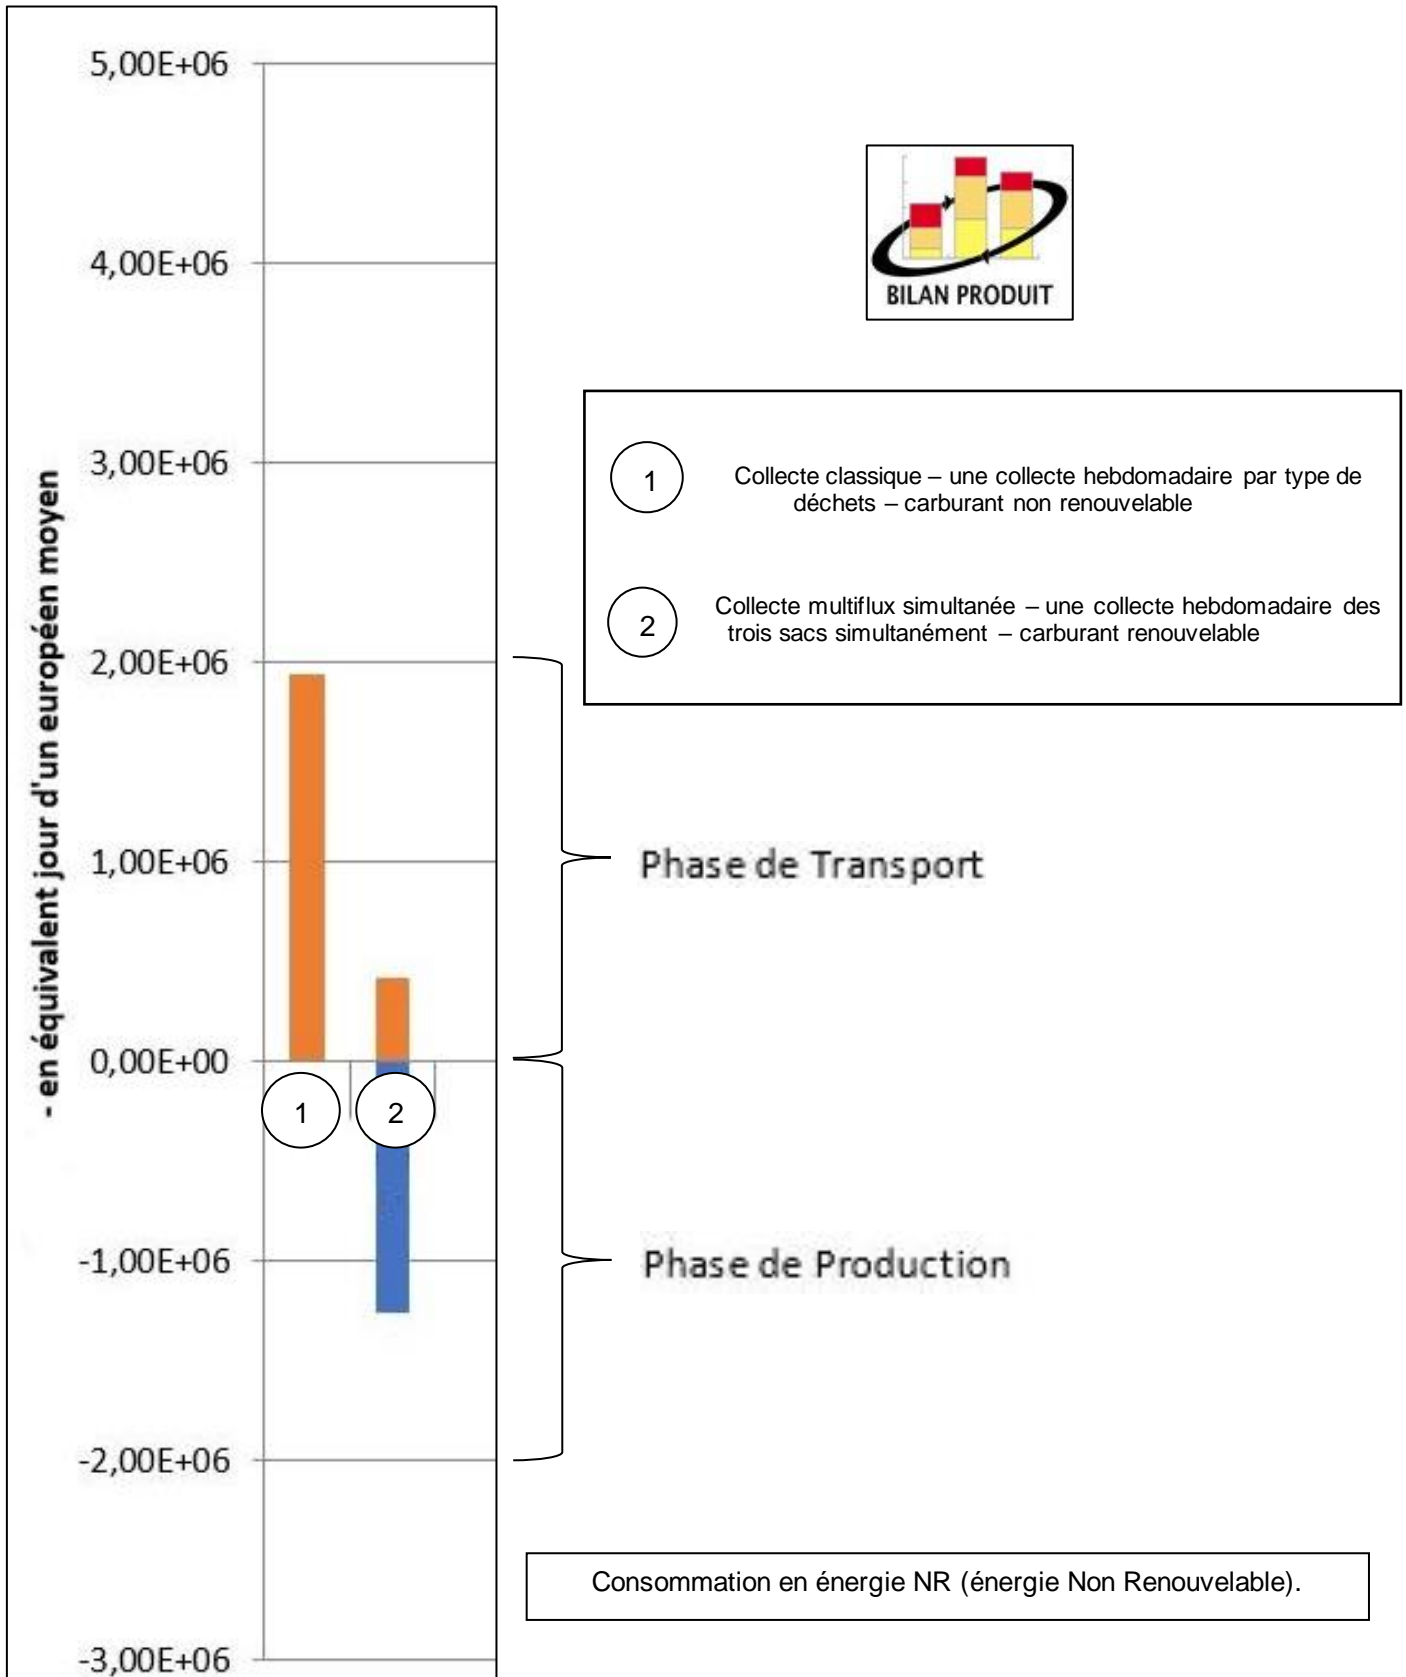 5,00E+06
4,00E+06
3,00E+06
2,00E+06
1,00E+06
0,00E+00
-1,00E+06
-2,00E+06
-3,00E+06
- en équivalent jour d'un européen moyen
1
2
BILAN PRODUIT
1
Collecte classique – une collecte hebdomadaire par type de
déchets – carburant non renouvelable
2
Collecte multiflux simultanée – une collecte hebdomadaire des
trois sacs simultanément – carburant renouvelable
Phase de Transport
Phase de Production
Consommation en énergie NR (énergie Non Renouvelable).